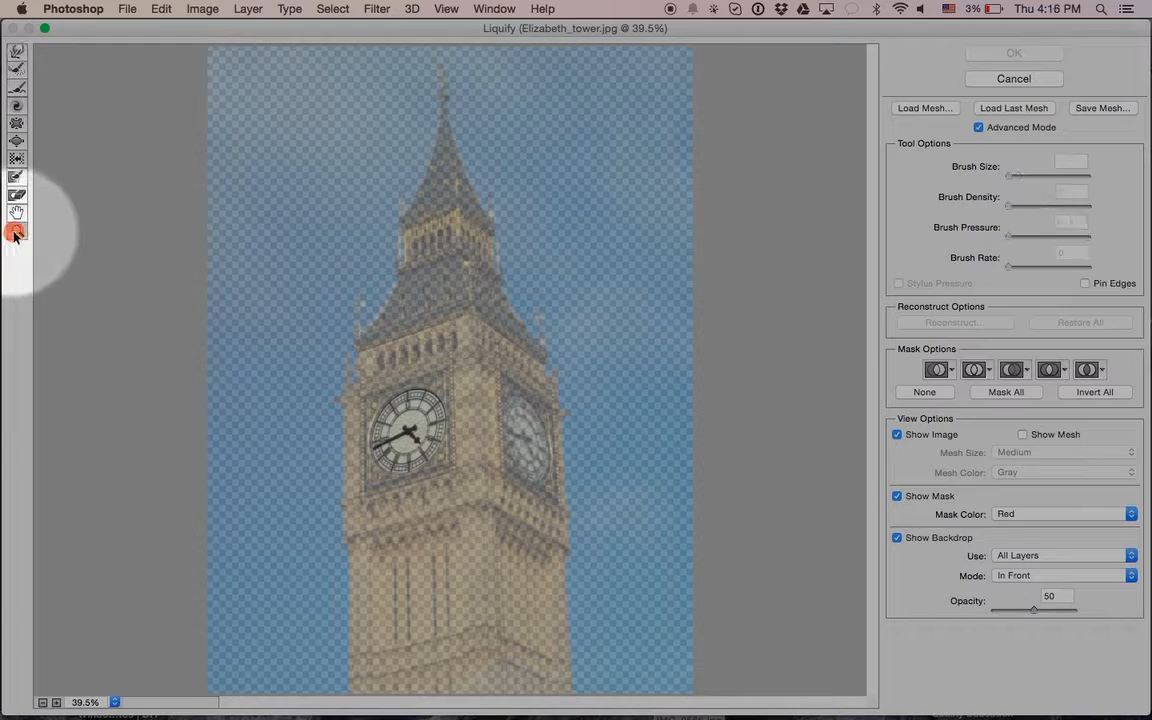 Photoshop File Edit Image Layer Type Select Filter 3D View Window Help 3% Thu 4:16 PM
Liquify (Elizabeth_tower.jpg @ 39.5%)
OK
Cancel
Load Mesh... Load Last Mesh Save Mesh...
Advanced Mode
Tool Options
Brush Size:
Brush Density:
Brush Pressure:
Brush Rate: 0
Stylus Pressure Pin Edges
Reconstruct Options
Reconstruct... Restore All
Mask Options
None Mask All Invert All
View Options
Show Image Show Mesh
Mesh Size: Medium
Mesh Color: Gray
Show Mask
Mask Color: Red
Show Backdrop
Use: All Layers
Mode: In Front
Opacity: 50
39.5%